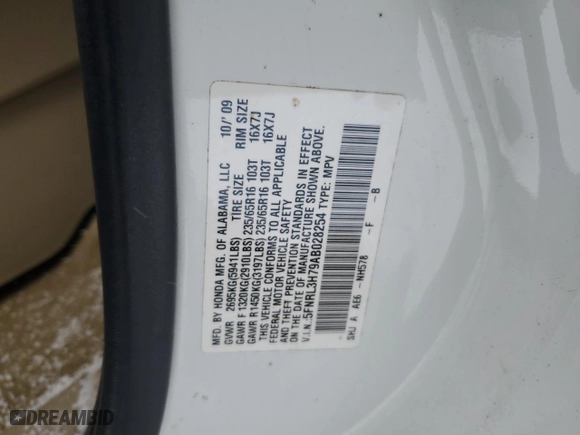 MFD. BY HONDA MFG. OF ALABAMA, LLC 10/'09
GVWR 2695KG(5941LBS) TIRE SIZE RIM SIZE
GAWR F 1320KG(2910LBS) 235/65R16 103T 16X7J
GAWR R 1450KG(3197LBS) 235/65R16 103T 16X7J
THIS VEHICLE CONFORMS TO ALL APPLICABLE
FEDERAL MOTOR VEHICLE SAFETY
AND THEFT PREVENTION STANDARDS IN EFFECT
ON THE DATE OF MANUFACTURE SHOWN ABOVE.
V.I.N.:5FNRL3H79AB028254 TYPE: MPV
SHJ A AE6 -NH578 -F -B
DREAMBID